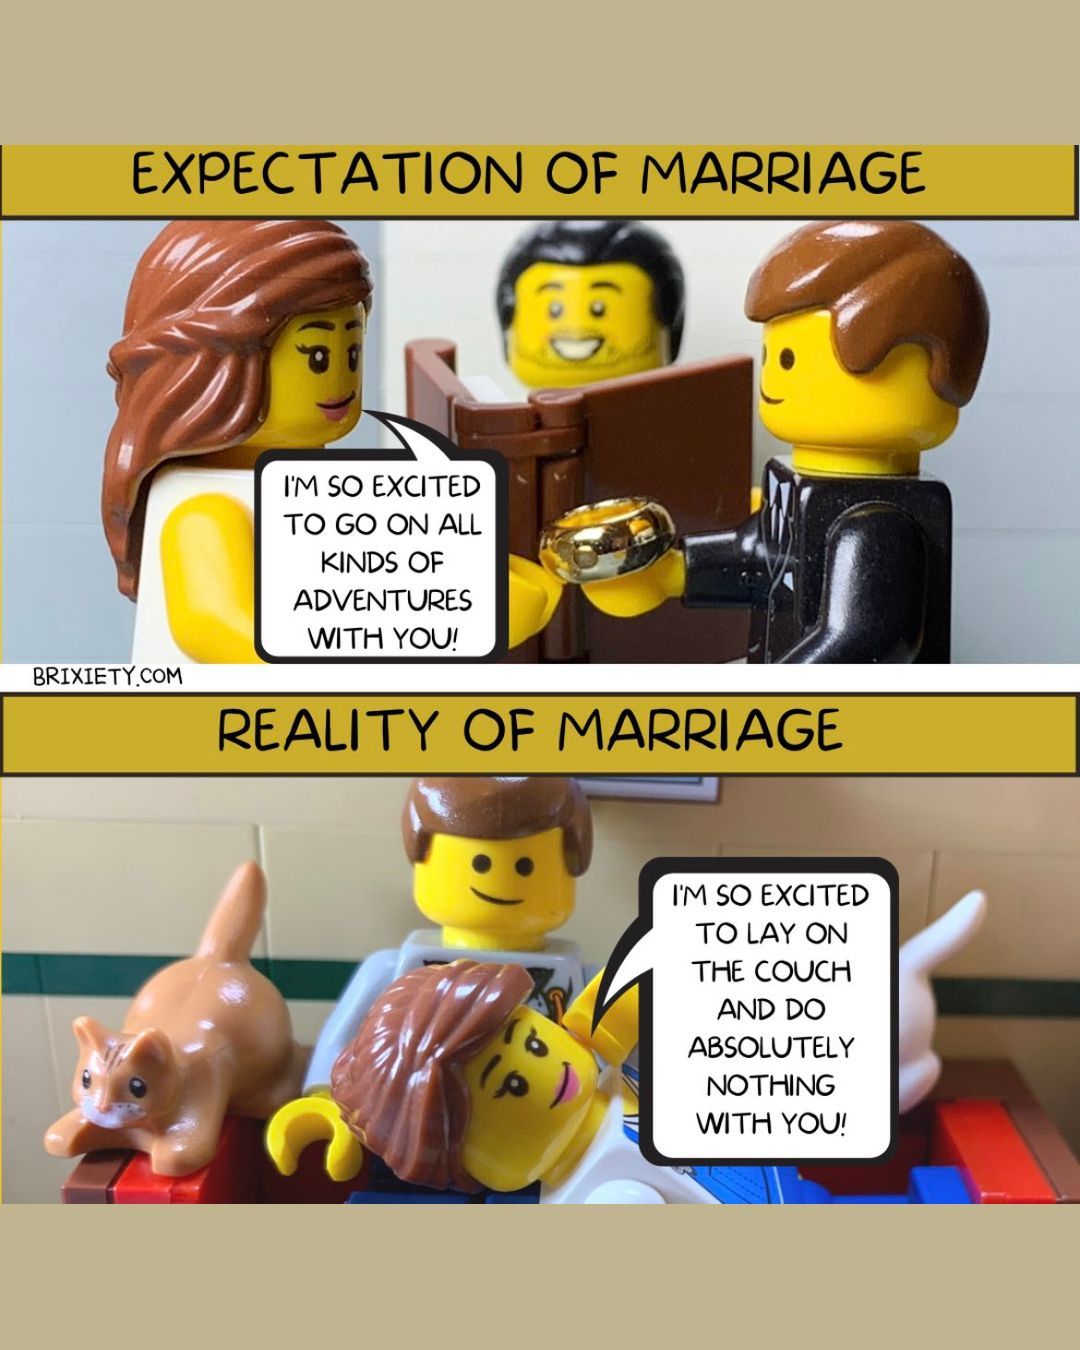 EXPECTATION OF MARRIAGE
I'M SO EXCITED
TO GO ON ALL
KINDS OF
ADVENTURES
WITH YOU!
BRIXIETY.COM
REALITY OF MARRIAGE
I'M SO EXCITED
TO LAY ON
THE COUCH
AND DO
ABSOLUTELY
NOTHING
WITH YOU!